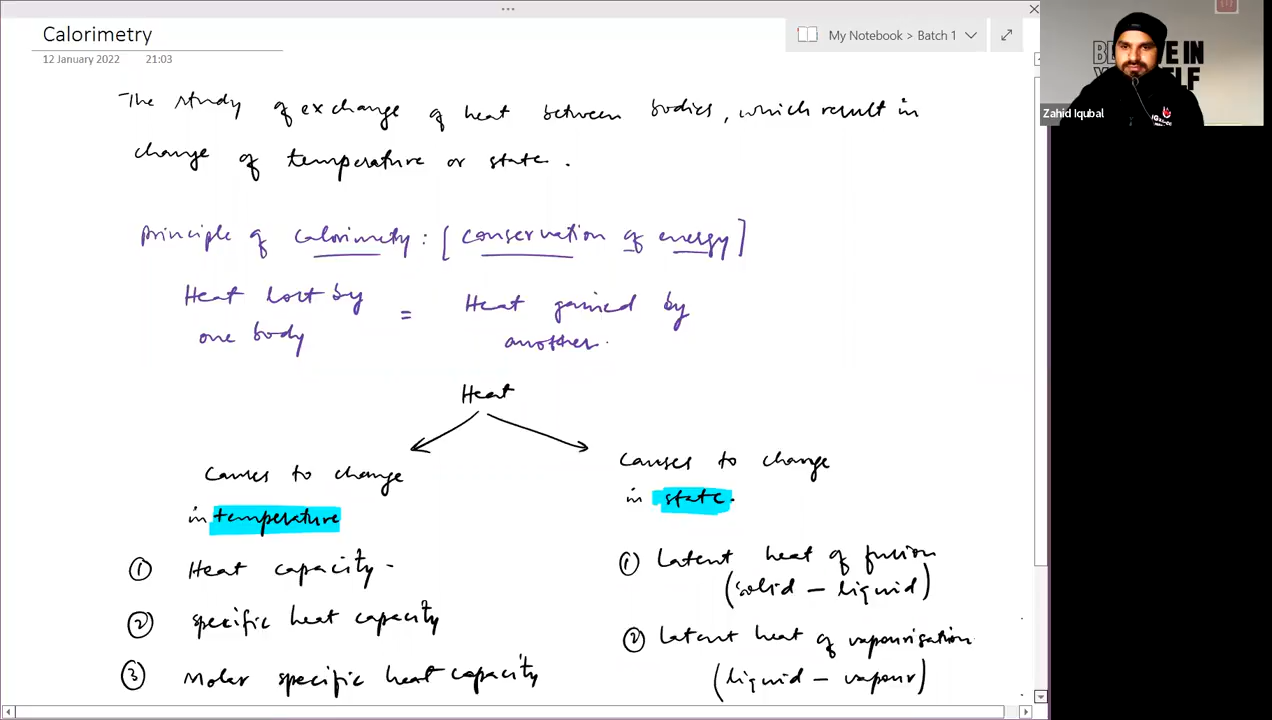 Calorimetry
My Notebook > Batch 1
12 January 2022 21:03
Zahid Iqubal
The study of exchange of heat between bodies, which result in
change of temperature or state.
Principle of calorimety: [conservation of energy]
Heat lost by
one body
=
Heat gained by
another.
Heat
causes to change
in temperature
① Heat capacity -
② specific heat capacity
③ Molar specific heat capacity
causes to change
in state.
① Latent heat of fusion
(solid - liquid)
② Latent heat of vapourisation
(liquid - vapour)